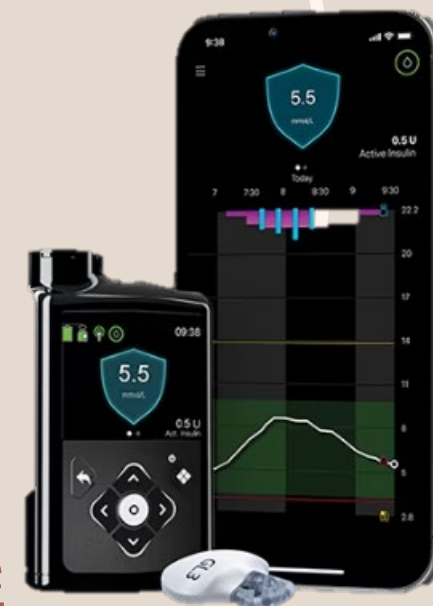 9:38
5.5
mmol/L
0.5 U
Active Insulin
Today
7 7:30 8 8:30 9 9:30
22.2
20
17
14
11
8
5
2.8
09:38
5.5
mmol/L
0.5 U
Act. Insulin
GL3